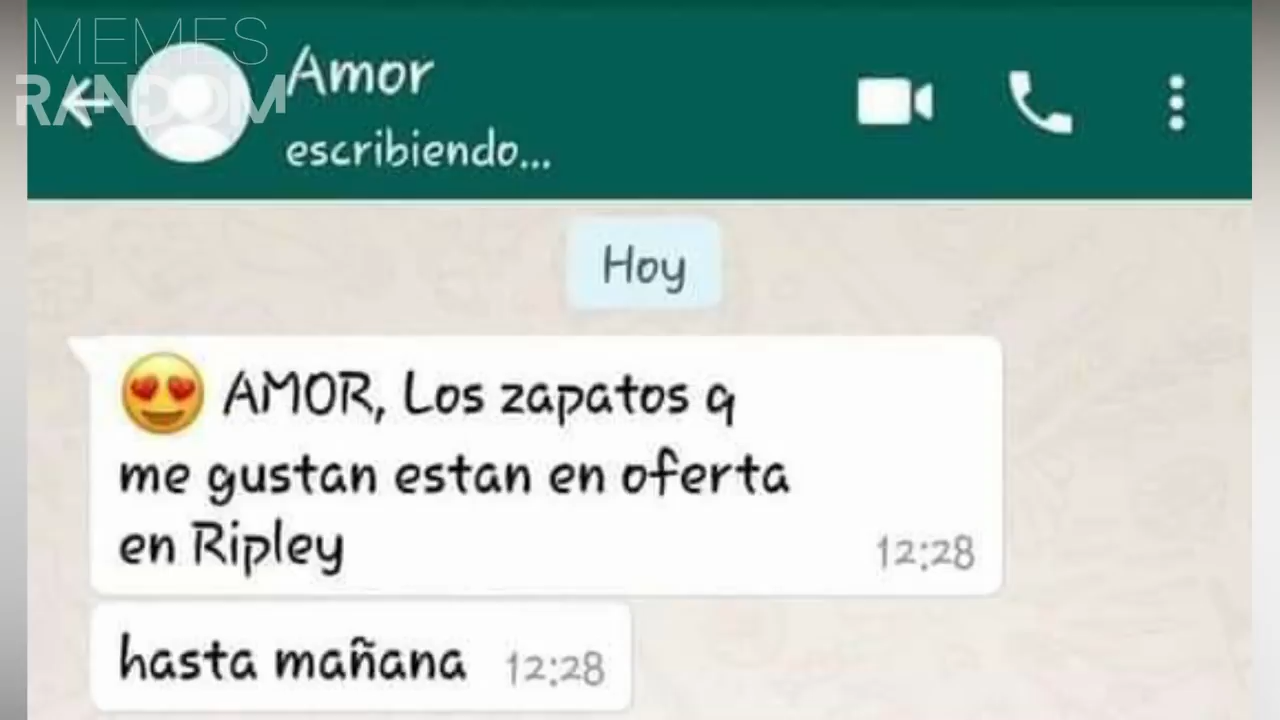 MEMES
RANDOM
Amor
escribiendo...
Hoy
😍 AMOR, Los zapatos q
me gustan estan en oferta
en Ripley
12:28
hasta mañana 12:28